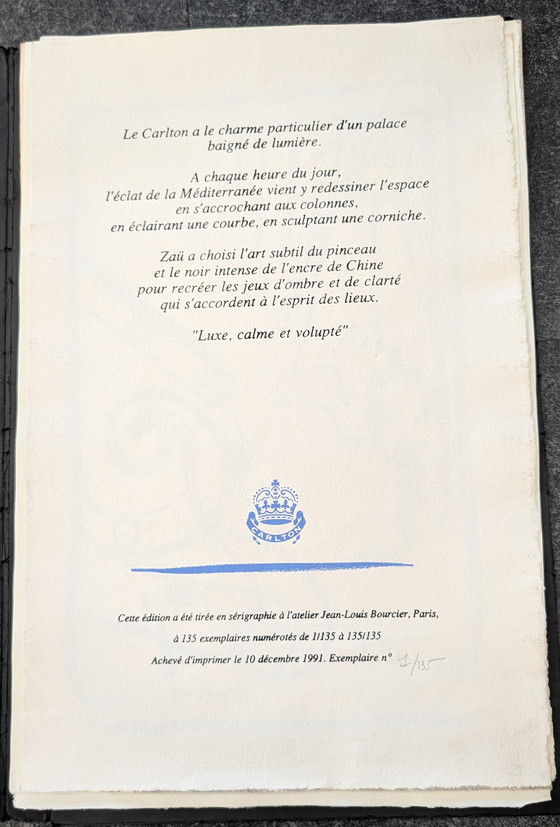 Le Carlton a le charme particulier d'un palace
baigné de lumière.
A chaque heure du jour,
l'éclat de la Méditerranée vient y redessiner l'espace
en s'accrochant aux colonnes,
en éclairant une courbe, en sculptant une corniche.
Zaü a choisi l'art subtil du pinceau
et le noir intense de l'encre de Chine
pour recréer les jeux d'ombre et de clarté
qui s'accordent à l'esprit des lieux.
"Luxe, calme et volupté"
CARLTON
Cette édition a été tirée en sérigraphie à l'atelier Jean-Louis Bourcier, Paris,
à 135 exemplaires numérotés de 1/135 à 135/135
Achevé d'imprimer le 10 décembre 1991. Exemplaire n° 1/135